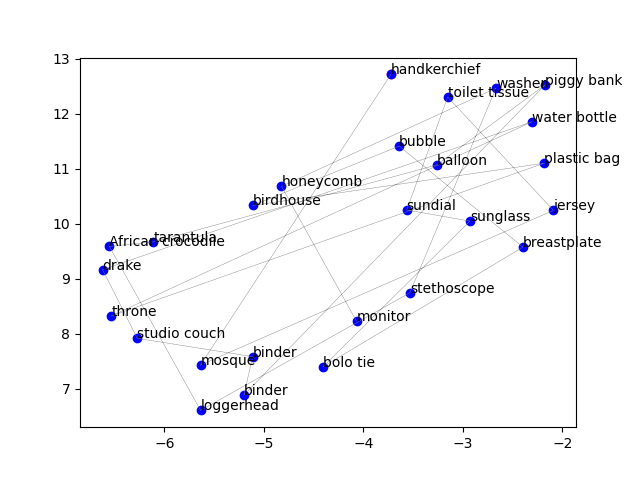 13
handkerchief
washer
piggy bank
toilet tissue
12
water bottle
bubble
balloon
plastic bag
11
honeycomb
birdhouse
sundial
jersey
10
sunglass
tarantula
African crocodile
breastplate
drake
9
stethoscope
throne
monitor
8
studio couch
binder
mosque
bolo tie
7
binder
loggerhead
−6
−5
−4
−3
−2